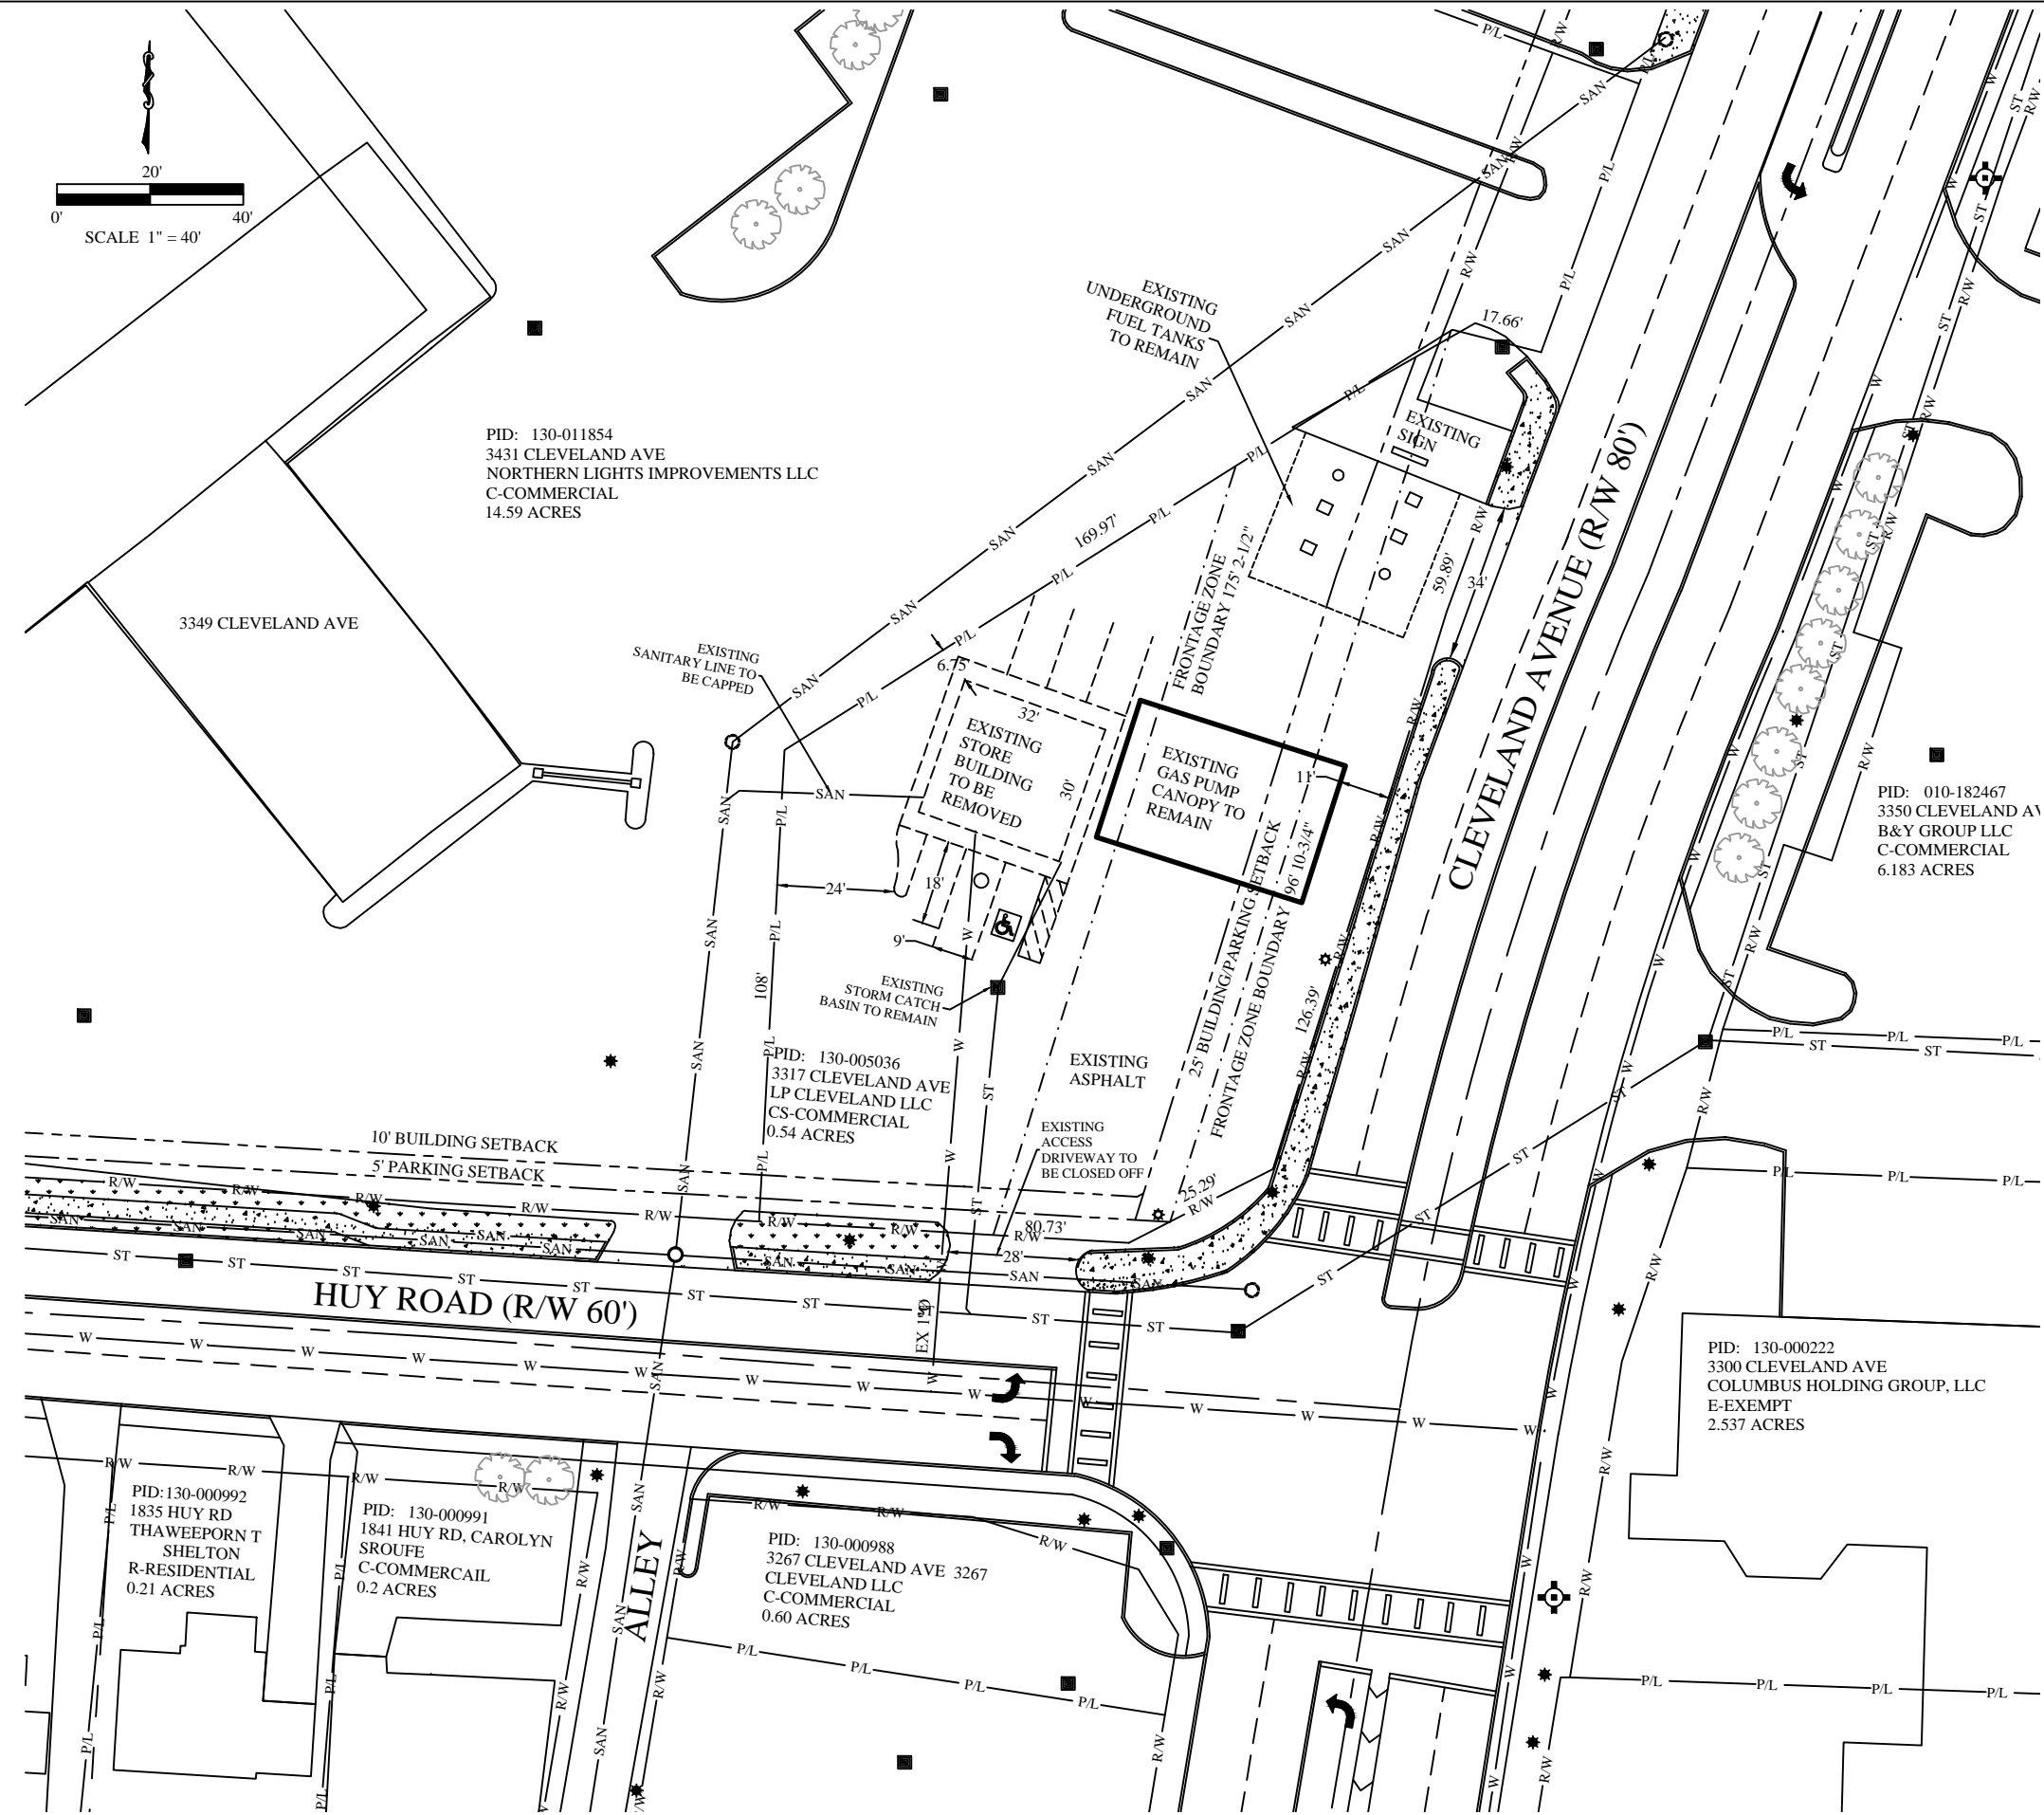 20'
0'
40'
SCALE 1" = 40'
P/L
R/W
SAN
W
ST
EXISTING
UNDERGROUND
FUEL TANKS
TO REMAIN
17.66'
EXISTING
SIGN
PID: 130-011854
3431 CLEVELAND AVE
NORTHERN LIGHTS IMPROVEMENTS LLC
C-COMMERCIAL
14.59 ACRES
169.97'
FRONTAGE ZONE
BOUNDARY 175' 2-1/2"
59.89'
34'
CLEVELAND AVENUE (R/W 80')
3349 CLEVELAND AVE
EXISTING
SANITARY LINE TO
BE CAPPED
6.75'
32'
EXISTING
STORE
BUILDING
TO BE
REMOVED
30'
EXISTING
GAS PUMP
CANOPY TO
REMAIN
11'
PID: 010-182467
3350 CLEVELAND AV
B&Y GROUP LLC
C-COMMERCIAL
6.183 ACRES
24'
18'
9'
EXISTING
STORM CATCH
BASIN TO REMAIN
108'
25' BUILDING/PARKING SETBACK
FRONTAGE ZONE BOUNDARY 196' 10-3/4"
126.39'
PID: 130-005036
3317 CLEVELAND AVE
LP CLEVELAND LLC
CS-COMMERCIAL
0.54 ACRES
EXISTING
ASPHALT
EXISTING
ACCESS
DRIVEWAY TO
BE CLOSED OFF
10' BUILDING SETBACK
5' PARKING SETBACK
25.29'
80.73'
28'
HUY ROAD (R/W 60')
PID: 130-000222
3300 CLEVELAND AVE
COLUMBUS HOLDING GROUP, LLC
E-EXEMPT
2.537 ACRES
PID:130-000992
1835 HUY RD
THAWEEPORN T
SHELTON
R-RESIDENTIAL
0.21 ACRES
PID: 130-000991
1841 HUY RD, CAROLYN
SROUFE
C-COMMERCAIL
0.2 ACRES
ALLEY
PID: 130-000988
3267 CLEVELAND AVE 3267
CLEVELAND LLC
C-COMMERCIAL
0.60 ACRES